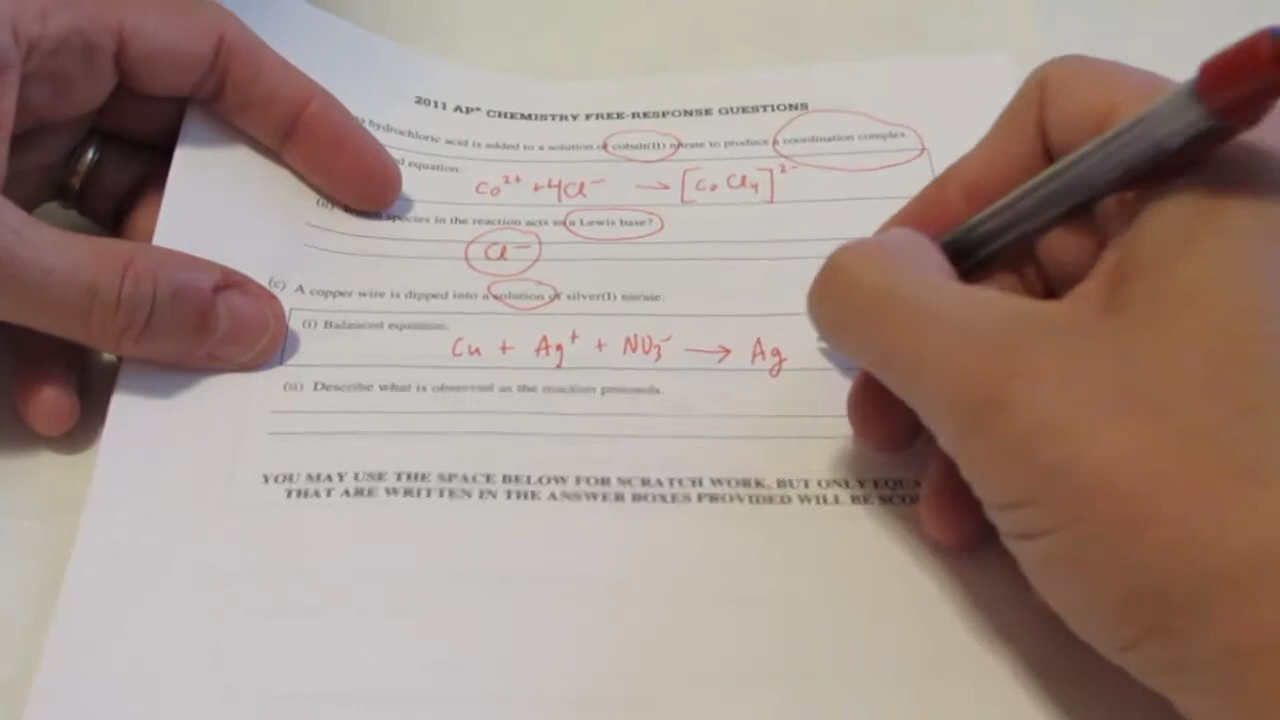 2011 AP* CHEMISTRY FREE-RESPONSE QUESTIONS
hydrochloric acid is added to a solution of cobalt(II) nitrate to produce a coordination complex.
equation:
Co²⁺ + 4Cl⁻ → [CoCl₄]²⁻
species in the reaction acts as a Lewis base?
Cl⁻
(c) A copper wire is dipped into a solution of silver(I) nitrate.
(i) Balanced equation:
Cu + Ag⁺ + NO₃⁻ → Ag
(ii) Describe what is observed as the reaction proceeds.
YOU MAY USE THE SPACE BELOW FOR SCRATCH WORK, BUT ONLY EQUA
THAT ARE WRITTEN IN THE ANSWER BOXES PROVIDED WILL BE SCO